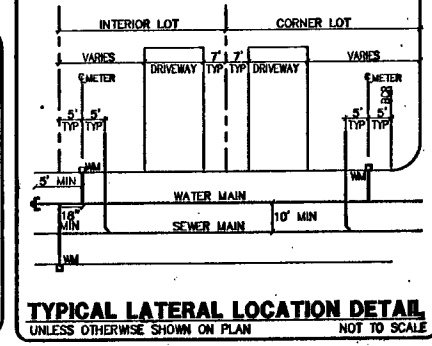 INTERIOR LOT
CORNER LOT
VARIES
7' 7'
VARIES
DRIVEWAY
TYP TYP
DRIVEWAY
℄METER
℄METER
BCR
5' 5'
TYP TYP
5' 5'
TYP TYP
WM
WM
5' MIN
WATER MAIN
℄
18"
MIN
SEWER MAIN
10' MIN
WM
TYPICAL LATERAL LOCATION DETAIL
UNLESS OTHERWISE SHOWN ON PLAN
NOT TO SCALE